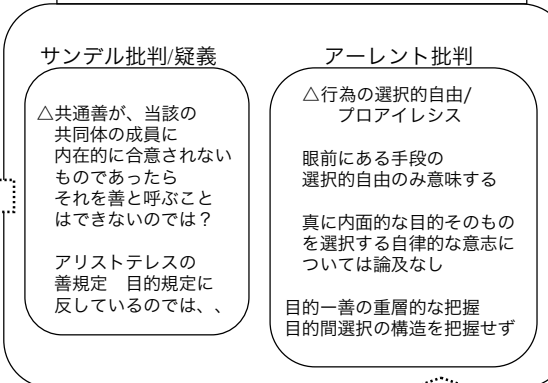 サンデル批判/疑義
△共通善が、当該の
共同体の成員に
内在的に合意されない
ものであったら
それを善と呼ぶこと
はできないのでは？
アリストテレスの
善規定　目的規定に
反しているのでは、、
アーレント批判
△行為の選択的自由/
プロアイレシス
眼前にある手段の
選択的自由のみ意味する
真に内面的な目的そのもの
を選択する自律的な意志に
ついては論及なし
目的ー善の重層的な把握
目的間選択の構造を把握せず